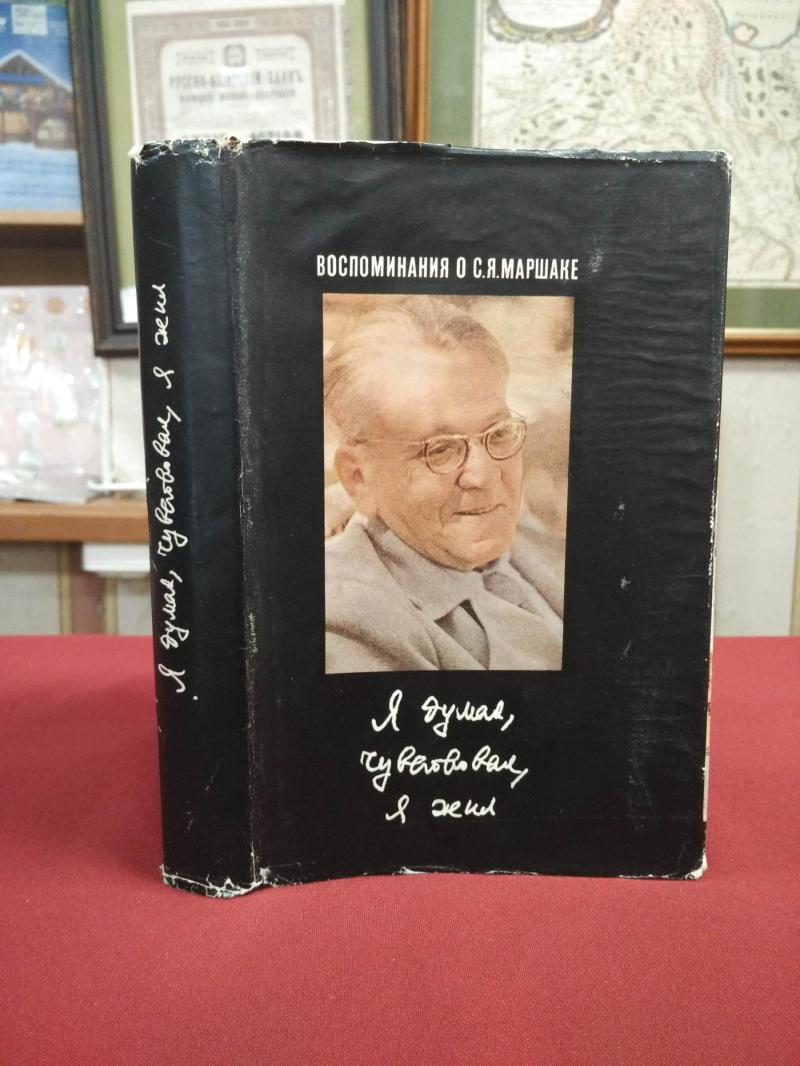 ВОСПОМИНАНИЯ О С.Я.МАРШАКЕ
Я думал,
чувствовал,
я жил
Я думал, чувствовал, я жил